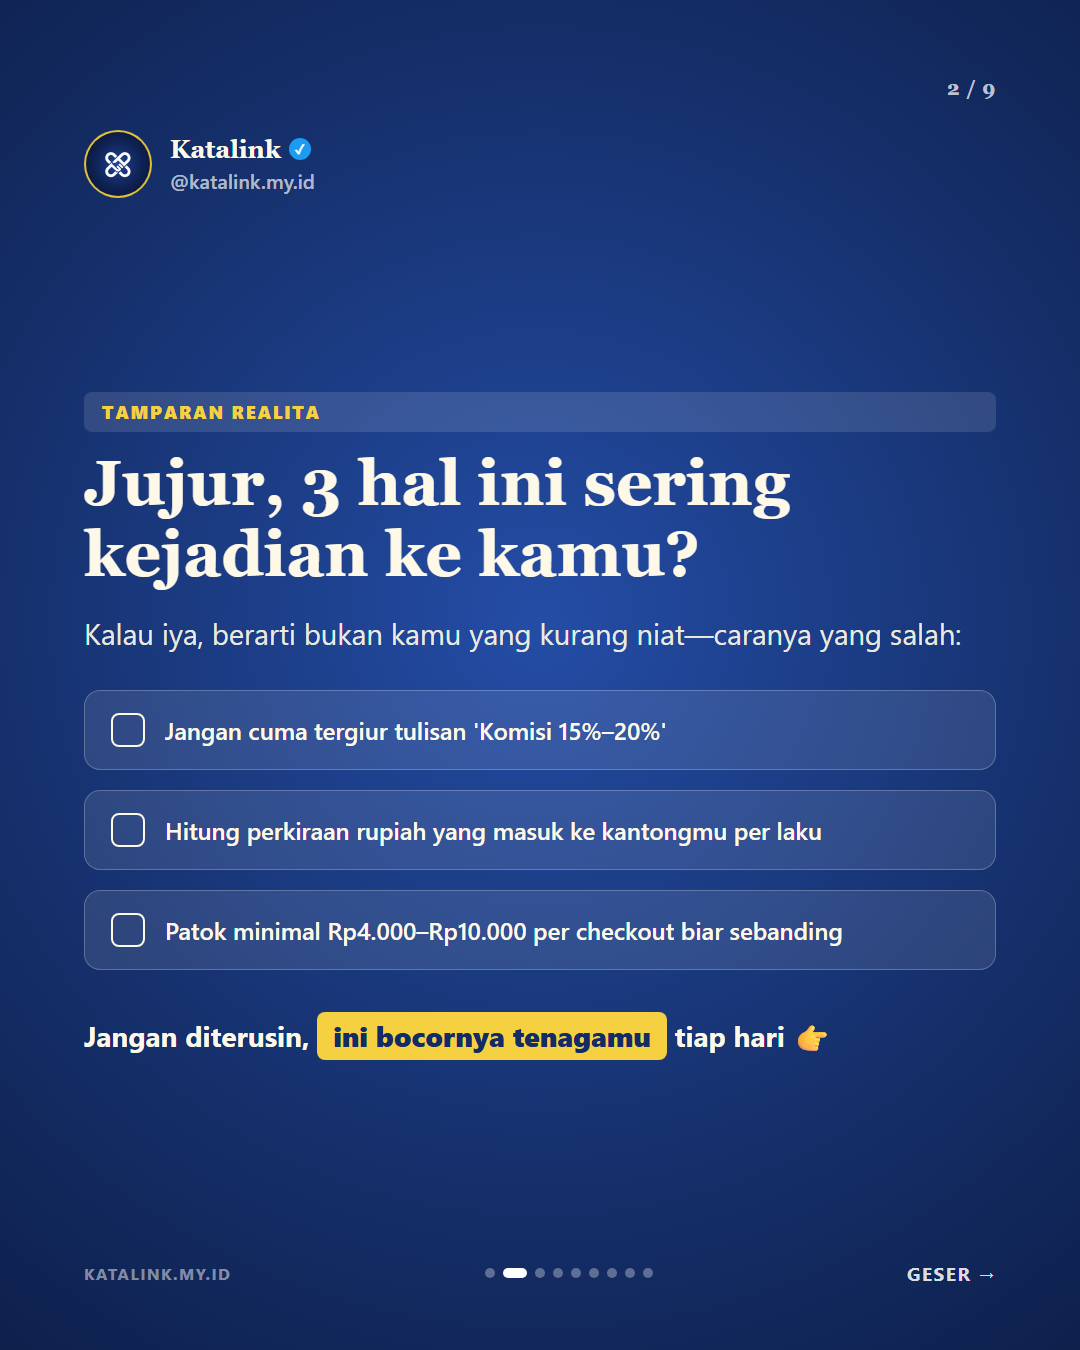 2 / 9
Katalink
@katalink.my.id
TAMPARAN REALITA
Jujur, 3 hal ini sering
kejadian ke kamu?
Kalau iya, berarti bukan kamu yang kurang niat—caranya yang salah:
Jangan cuma tergiur tulisan 'Komisi 15%–20%'
Hitung perkiraan rupiah yang masuk ke kantongmu per laku
Patok minimal Rp4.000–Rp10.000 per checkout biar sebanding
Jangan diterusin, ini bocornya tenagamu tiap hari 👉
KATALINK.MY.ID
GESER →